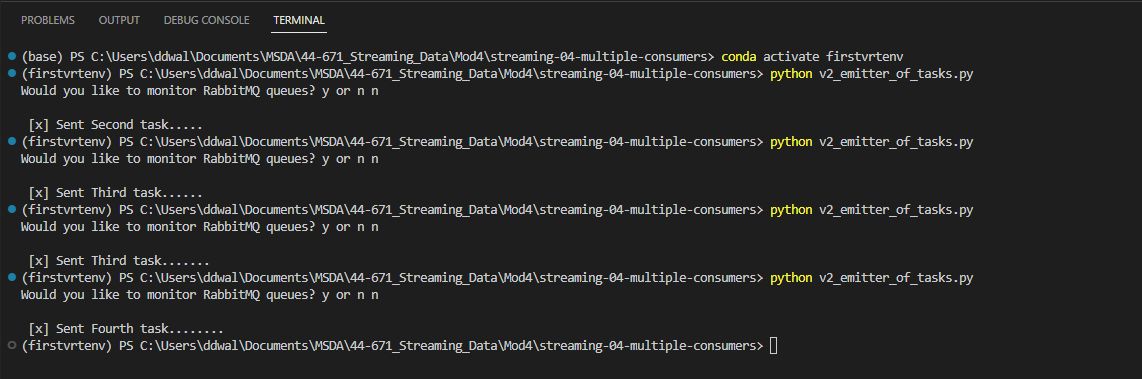 PROBLEMS OUTPUT DEBUG CONSOLE TERMINAL
(base) PS C:\Users\ddwal\Documents\MSDA\44-671_Streaming_Data\Mod4\streaming-04-multiple-consumers> conda activate firstvrtenv
(firstvrtenv) PS C:\Users\ddwal\Documents\MSDA\44-671_Streaming_Data\Mod4\streaming-04-multiple-consumers> python v2_emitter_of_tasks.py
Would you like to monitor RabbitMQ queues? y or n n
[x] Sent Second task.....
(firstvrtenv) PS C:\Users\ddwal\Documents\MSDA\44-671_Streaming_Data\Mod4\streaming-04-multiple-consumers> python v2_emitter_of_tasks.py
Would you like to monitor RabbitMQ queues? y or n n
[x] Sent Third task......
(firstvrtenv) PS C:\Users\ddwal\Documents\MSDA\44-671_Streaming_Data\Mod4\streaming-04-multiple-consumers> python v2_emitter_of_tasks.py
Would you like to monitor RabbitMQ queues? y or n n
[x] Sent Third task.......
(firstvrtenv) PS C:\Users\ddwal\Documents\MSDA\44-671_Streaming_Data\Mod4\streaming-04-multiple-consumers> python v2_emitter_of_tasks.py
Would you like to monitor RabbitMQ queues? y or n n
[x] Sent Fourth task........
(firstvrtenv) PS C:\Users\ddwal\Documents\MSDA\44-671_Streaming_Data\Mod4\streaming-04-multiple-consumers>